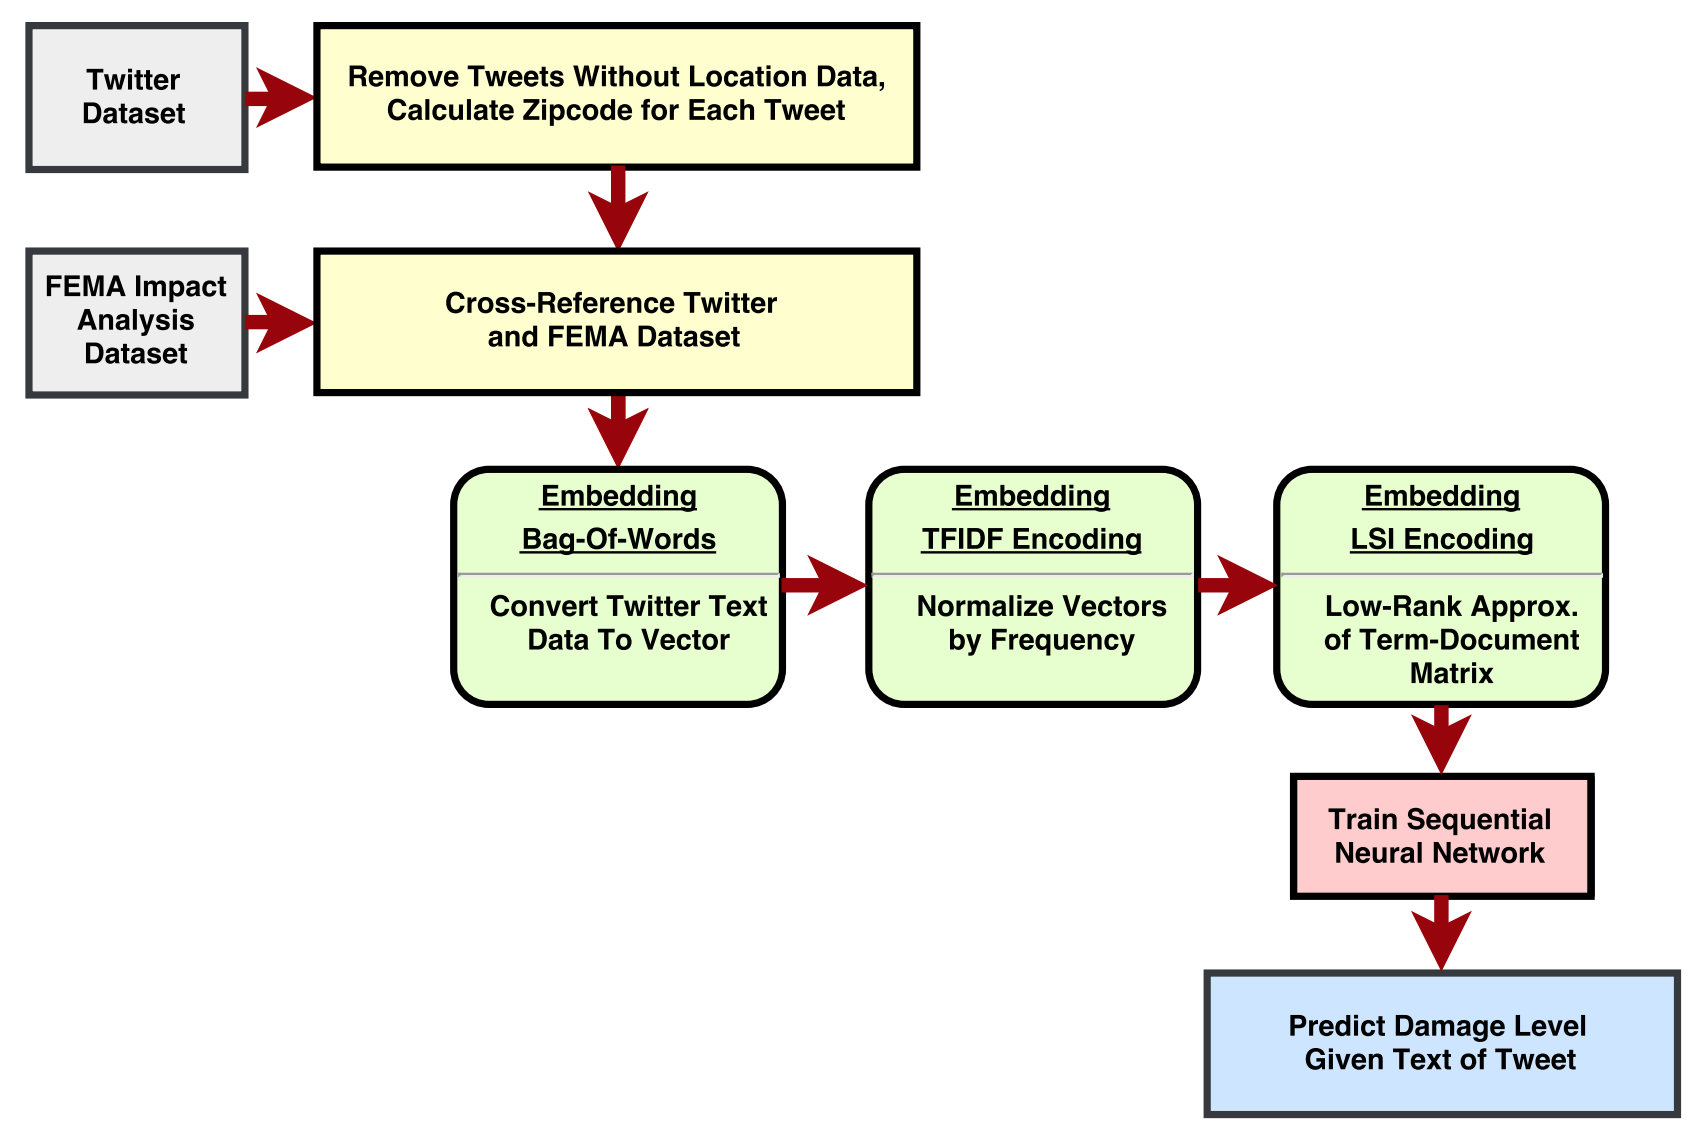 Twitter
Dataset
Remove Tweets Without Location Data,
Calculate Zipcode for Each Tweet
FEMA Impact
Analysis
Dataset
Cross-Reference Twitter
and FEMA Dataset
Embedding
Bag-Of-Words
Convert Twitter Text
Data To Vector
Embedding
TFIDF Encoding
Normalize Vectors
by Frequency
Embedding
LSI Encoding
Low-Rank Approx.
of Term-Document
Matrix
Train Sequential
Neural Network
Predict Damage Level
Given Text of Tweet